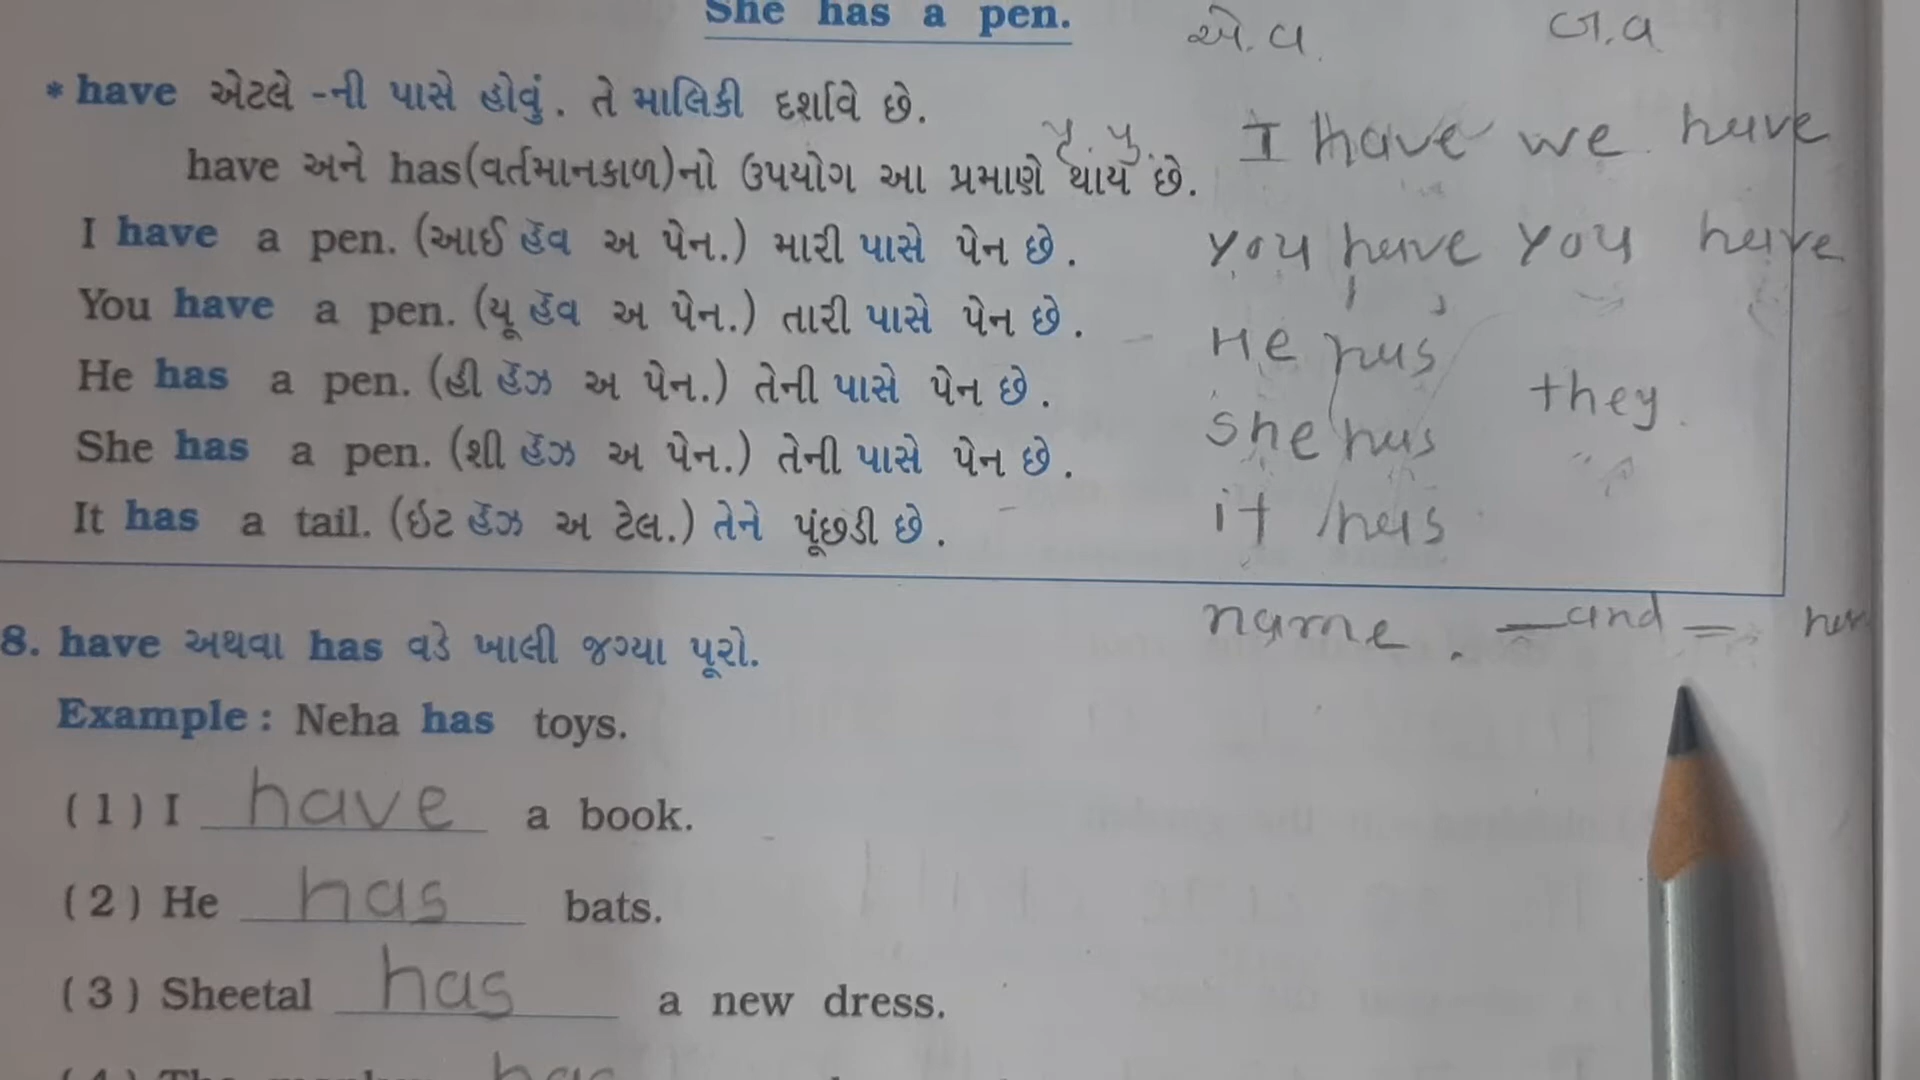 She has a pen.
એ.વ. બ.વ
* have એટલે -ની પાસે હોવું. તે માલિકી દર્શાવે છે.
have અને has(વર્તમાનકાળ)નો ઉપયોગ આ પ્રમાણે થાય છે.
I have we have
I have a pen. (આઈ હૅવ અ પેન.) મારી પાસે પેન છે.
you have you have
You have a pen. (યૂ હૅવ અ પેન.) તારી પાસે પેન છે.
He has
He has a pen. (હી હૅઝ અ પેન.) તેની પાસે પેન છે.
they
She has a pen. (શી હૅઝ અ પેન.) તેની પાસે પેન છે.
she has
It has a tail. (ઇટ હૅઝ અ ટેલ.) તેને પૂંછડી છે.
it has
name. — and =
8. have અથવા has વડે ખાલી જગ્યા પૂરો.
Example : Neha has toys.
(1) I have a book.
(2) He has bats.
(3) Sheetal has a new dress.